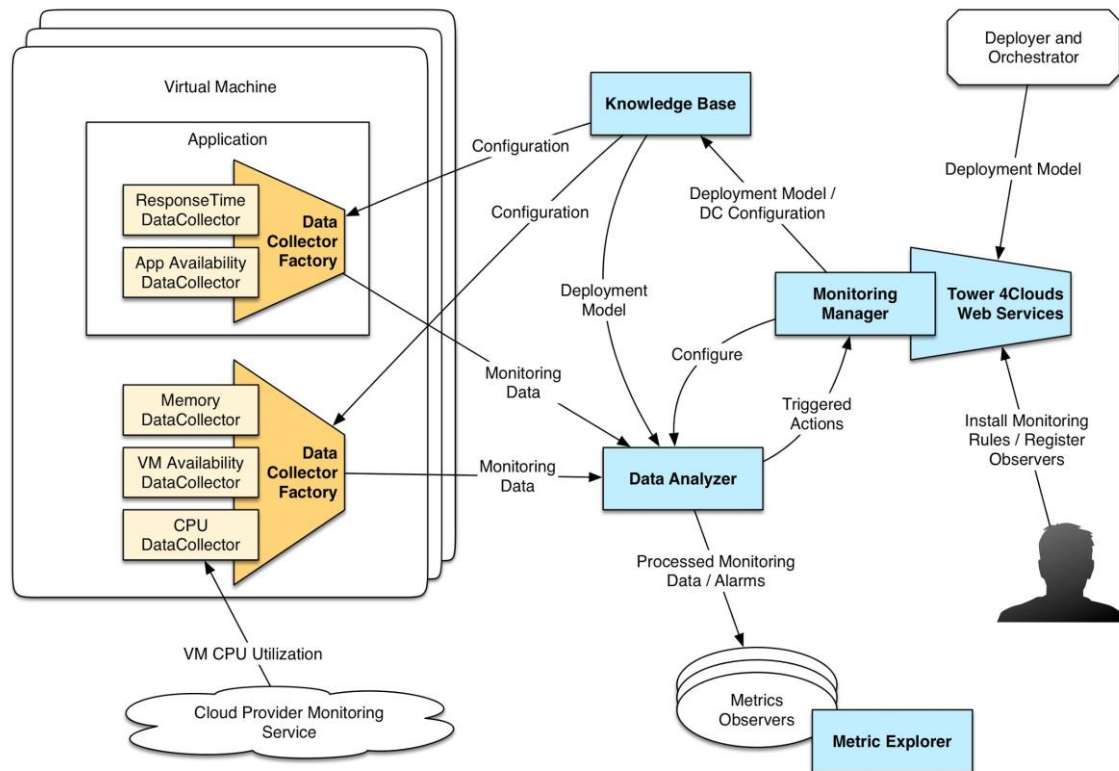 Virtual Machine
Application
ResponseTime
DataCollector
App Availability
DataCollector
Data
Collector
Factory
Memory
DataCollector
VM Availability
DataCollector
CPU
DataCollector
Data
Collector
Factory
VM CPU Utilization
Cloud Provider Monitoring
Service
Configuration
Configuration
Knowledge Base
Deployment Model /
DC Configuration
Deployment
Model
Monitoring
Data
Monitoring
Data
Configure
Triggered
Actions
Data Analyzer
Processed Monitoring
Data / Alarms
Metrics
Observers
Metric Explorer
Deployer and
Orchestrator
Deployment Model
Monitoring
Manager
Tower 4Clouds
Web Services
Install Monitoring
Rules / Register
Observers